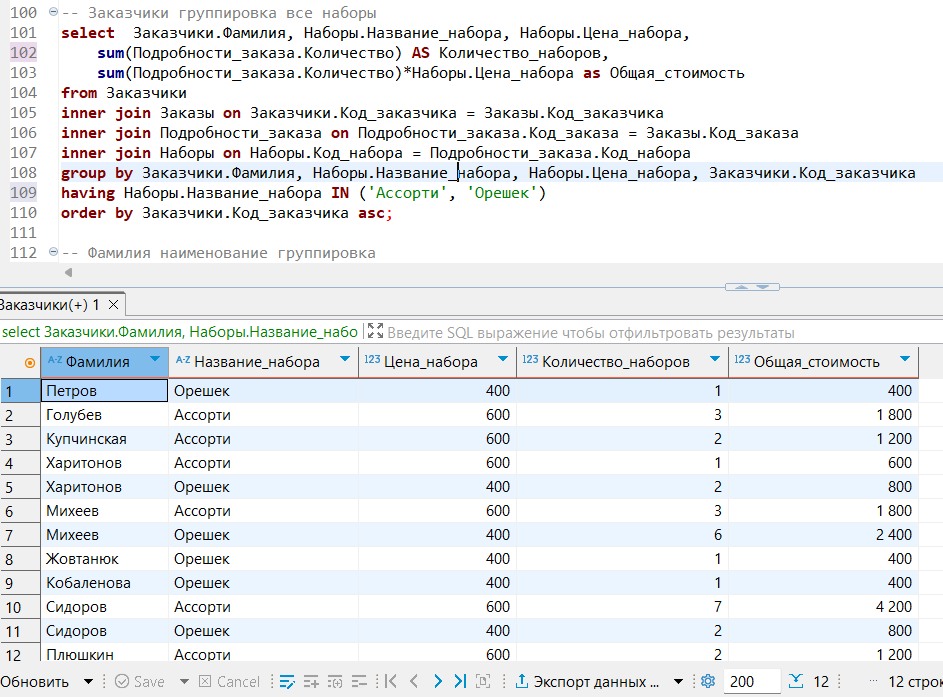 100 -- Заказчики группировка все наборы
101 select Заказчики.Фамилия, Наборы.Название_набора, Наборы.Цена_набора,
102 sum(Подробности_заказа.Количество) AS Количество_наборов,
103 sum(Подробности_заказа.Количество)*Наборы.Цена_набора as Общая_стоимость
104 from Заказчики
105 inner join Заказы on Заказчики.Код_заказчика = Заказы.Код_заказчика
106 inner join Подробности_заказа on Подробности_заказа.Код_заказа = Заказы.Код_заказа
107 inner join Наборы on Наборы.Код_набора = Подробности_заказа.Код_набора
108 group by Заказчики.Фамилия, Наборы.Название_набора, Наборы.Цена_набора, Заказчики.Код_заказчика
109 having Наборы.Название_набора IN ('Ассорти', 'Орешек')
110 order by Заказчики.Код_заказчика asc;
111
112 -- Фамилия наименование группировка
Заказчики(+) 1
select Заказчики.Фамилия, Наборы.Название_набо Введите SQL выражение чтобы отфильтровать результаты
A-Z Фамилия A-Z Название_набора 123 Цена_набора 123 Количество_наборов 123 Общая_стоимость
1 Петров Орешек 400 1 400
2 Голубев Ассорти 600 3 1 800
3 Купчинская Ассорти 600 2 1 200
4 Харитонов Ассорти 600 1 600
5 Харитонов Орешек 400 2 800
6 Михеев Ассорти 600 3 1 800
7 Михеев Орешек 400 6 2 400
8 Жовтанюк Орешек 400 1 400
9 Кобаленова Орешек 400 1 400
10 Сидоров Ассорти 600 7 4 200
11 Сидоров Орешек 400 2 800
12 Плюшкин Ассорти 600 2 1 200
Обновить Save Cancel Экспорт данных ... 200 12 ... 12 строк